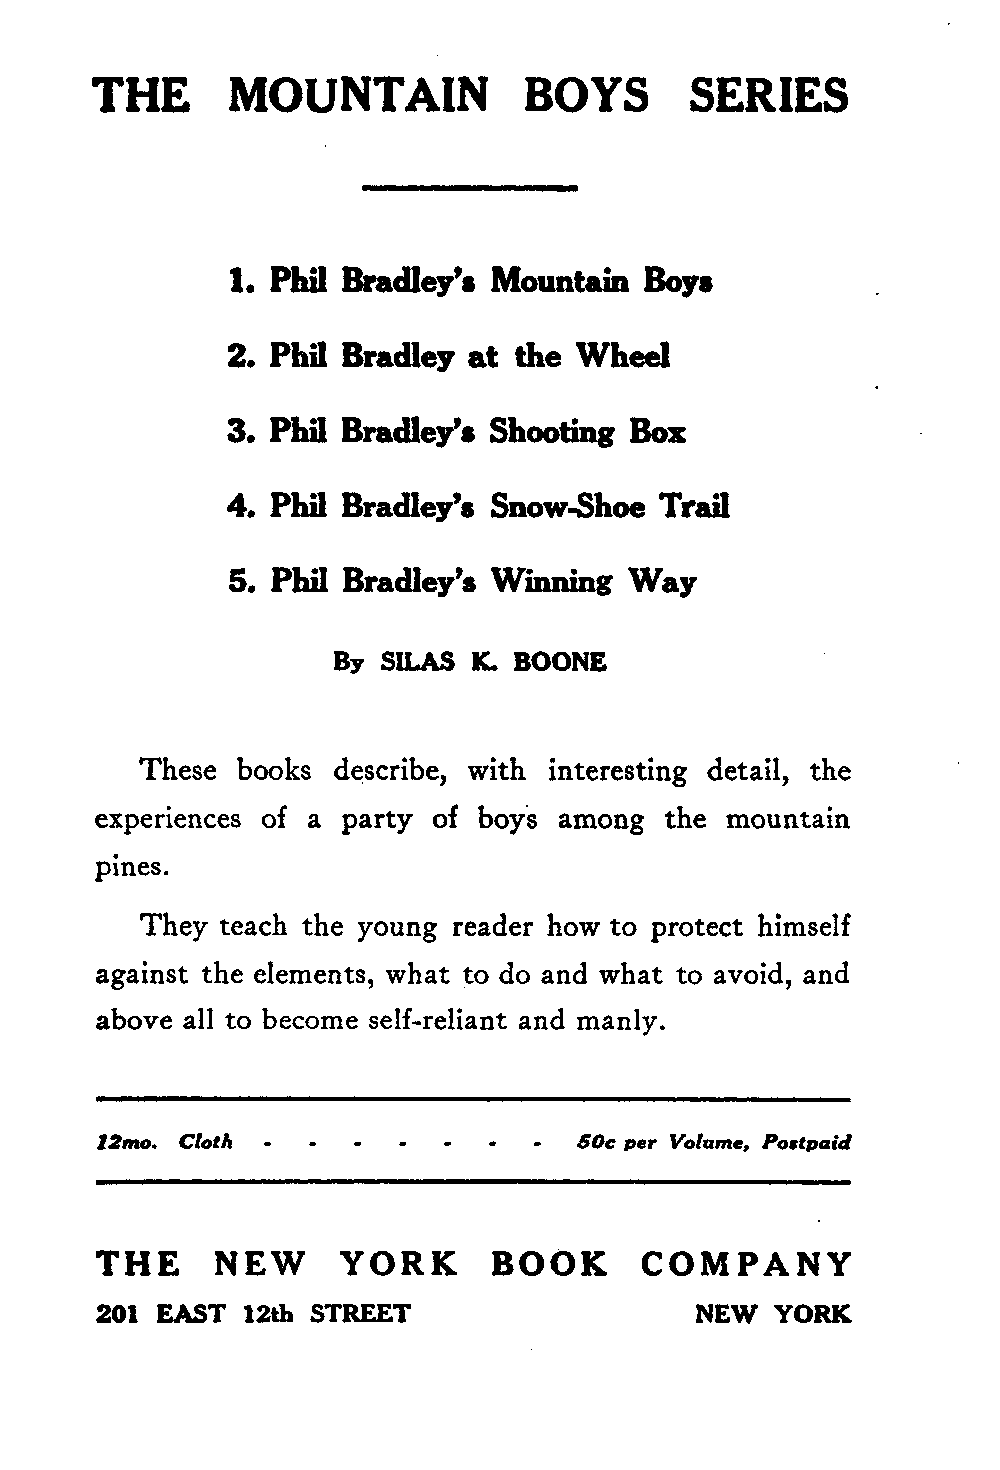 THE MOUNTAIN BOYS SERIES
1. Phil Bradley's Mountain Boys
2. Phil Bradley at the Wheel
3. Phil Bradley's Shooting Box
4. Phil Bradley's Snow-Shoe Trail
5. Phil Bradley's Winning Way
By SILAS K. BOONE
These books describe, with interesting detail, the
experiences of a party of boys among the mountain
pines.
They teach the young reader how to protect himself
against the elements, what to do and what to avoid, and
above all to become self-reliant and manly.
12mo. Cloth - - - - - - - 50c per Volume, Postpaid
THE NEW YORK BOOK COMPANY
201 EAST 12th STREET NEW YORK